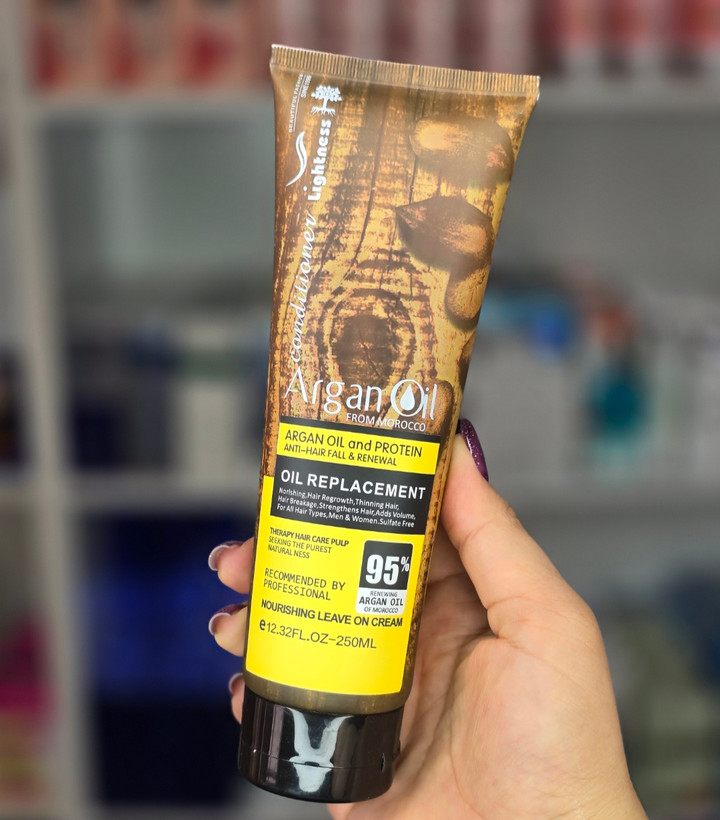 Lightness
conditioner
Argan Oil
FROM MOROCCO
ARGAN OIL and PROTEIN
ANTI-HAIR FALL & RENEWAL
OIL REPLACEMENT
Norishing,Hair Regrowth,Thinning Hair,
Hair Breakage,Strengthens Hair,Adds Volume,
For All Hair Types,Men & Women.Sulfate Free
THERAPY HAIR CARE PULP
SEEKING THE PUREST
NATURAL NESS
95%
RENEWING
ARGAN OIL
OF MOROCCO
RECOMMENDED BY
PROFESSIONAL
NOURISHING LEAVE ON CREAM
e12.32FL.OZ-250ML